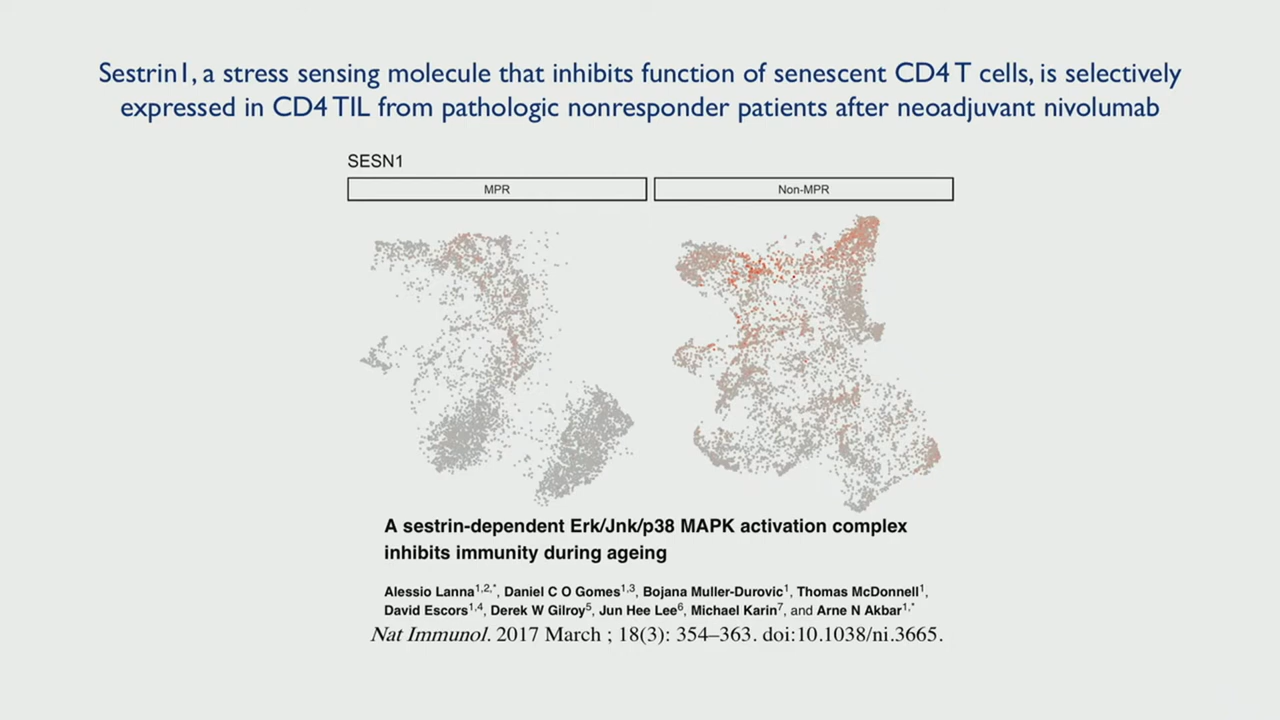 Sestrin1, a stress sensing molecule that inhibits function of senescent CD4 T cells, is selectively
expressed in CD4 TIL from pathologic nonresponder patients after neoadjuvant nivolumab
SESN1
MPR
Non-MPR
A sestrin-dependent Erk/Jnk/p38 MAPK activation complex
inhibits immunity during ageing
Alessio Lanna1,2,*, Daniel C O Gomes1,3, Bojana Muller-Durovic1, Thomas McDonnell1,
David Escors1,4, Derek W Gilroy5, Jun Hee Lee6, Michael Karin7, and Arne N Akbar1,*
Nat Immunol. 2017 March ; 18(3): 354–363. doi:10.1038/ni.3665.